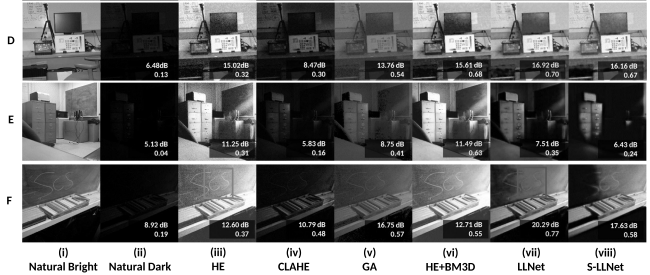 D
6.48dB 15.02dB 8.47dB 13.76 dB 15.61 dB 16.92 dB 16.16 dB
0.13 0.32 0.30 0.54 0.68 0.70 0.67
E
5.13 dB 11.25 dB 5.83 dB 8.75 dB 11.49 dB 7.51 dB 6.43 dB
0.04 0.31 0.16 0.41 0.63 0.35 0.24
F
8.92 dB 12.60 dB 10.79 dB 16.75 dB 12.71 dB 20.29 dB 17.63 dB
0.19 0.37 0.48 0.57 0.55 0.77 0.58
(i) (ii) (iii) (iv) (v) (vi) (vii) (viii)
Natural Bright Natural Dark HE CLAHE GA HE+BM3D LLNet S-LLNet